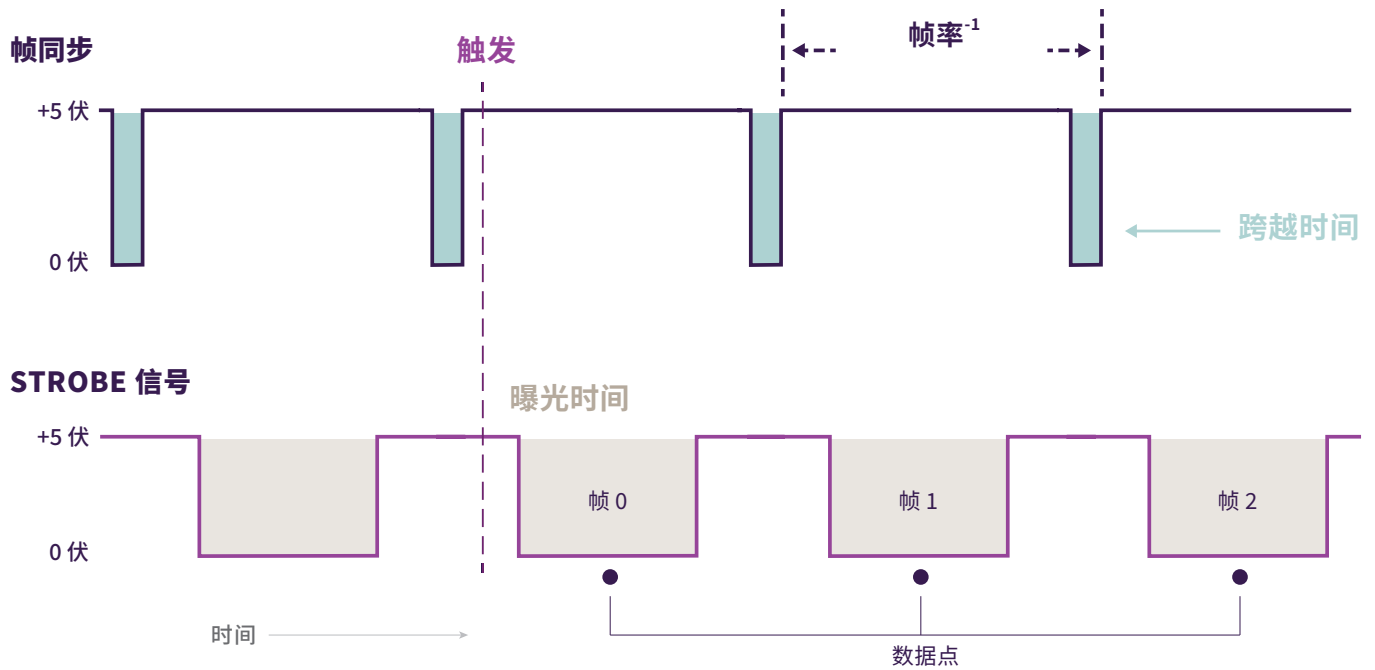 帧同步
触发
帧率-1
+5 伏
跨越时间
0 伏
STROBE 信号
曝光时间
+5 伏
帧 0
帧 1
帧 2
0 伏
时间
数据点